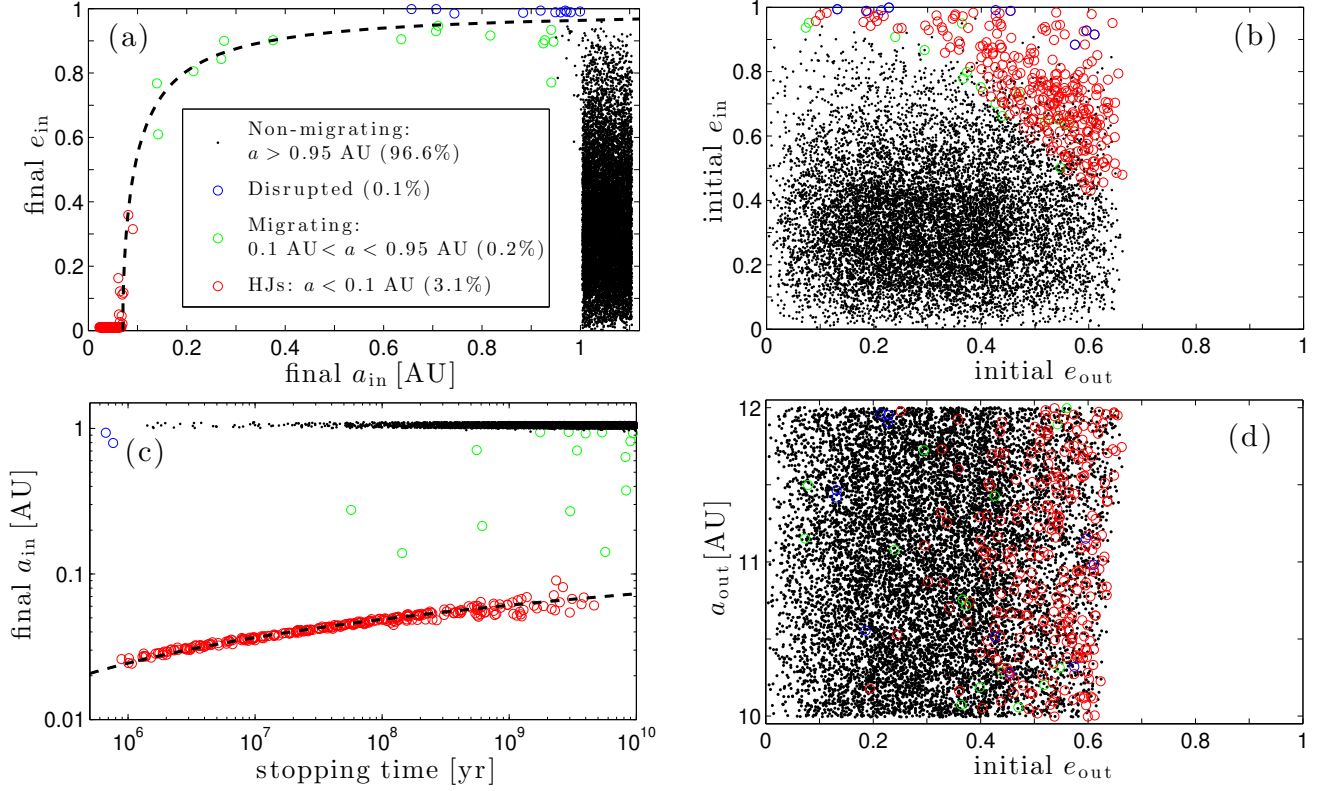 (a)
final e_in
1
0.8
0.6
0.4
0.2
0
0 0.2 0.4 0.6 0.8 1
final a_in [AU]
Non-migrating:
a > 0.95 AU (96.6%)
Disrupted (0.1%)
Migrating:
0.1 AU< a < 0.95 AU (0.2%)
HJs: a < 0.1 AU (3.1%)
(b)
initial e_in
1
0.8
0.6
0.4
0.2
0
0 0.2 0.4 0.6 0.8 1
initial e_out
(c)
final a_in [AU]
1
0.1
0.01
10^6 10^7 10^8 10^9 10^10
stopping time [yr]
(d)
a_out [AU]
12
11
10
0 0.2 0.4 0.6 0.8 1
initial e_out